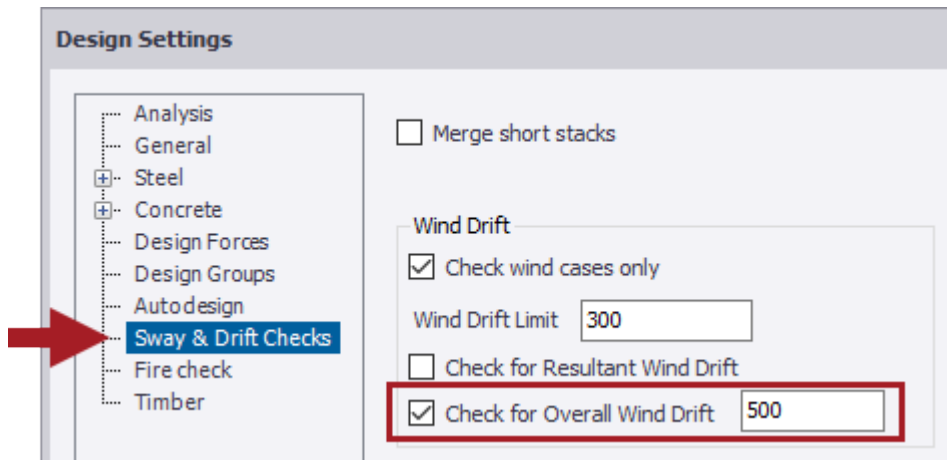 Design Settings
Analysis
General
Steel
Concrete
Design Forces
Design Groups
Autodesign
Sway & Drift Checks
Fire check
Timber
Merge short stacks
Wind Drift
Check wind cases only
Wind Drift Limit 300
Check for Resultant Wind Drift
Check for Overall Wind Drift 500